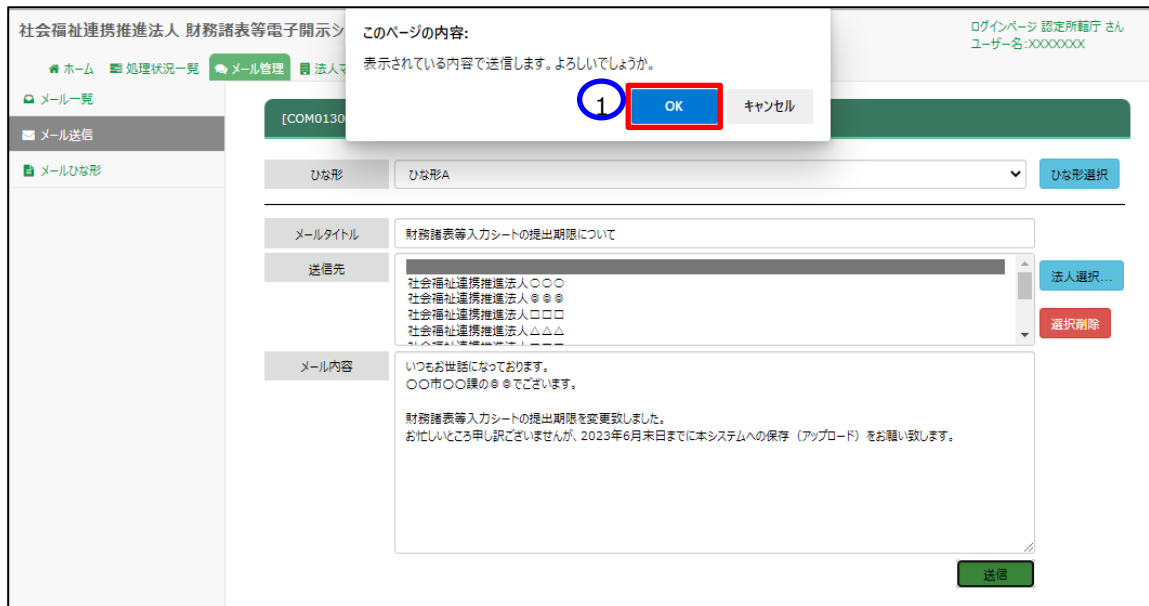 社会福祉連携推進法人 財務諸表等電子開示シ
このページの内容:
表示されている内容で送信します。よろしいでしょうか。
1
OK
キャンセル
ログインページ 認定所轄庁 さん
ユーザー名:XXXXXXX
ホーム 処理状況一覧 メール管理 法人マ
メール一覧
メール送信
メールひな形
[COM0130
ひな形 ひな形A ひな形選択
メールタイトル 財務諸表等入力シートの提出期限について
送信先
社会福祉連携推進法人〇〇〇
社会福祉連携推進法人◎◎◎
社会福祉連携推進法人□□□
社会福祉連携推進法人△△△
法人選択...
選択削除
メール内容
いつもお世話になっております。
〇〇市〇〇課の◎◎でございます。
財務諸表等入力シートの提出期限を変更致しました。
お忙しいところ申し訳ございませんが、2023年6月末日までに本システムへの保存(アップロード)をお願い致します。
送信